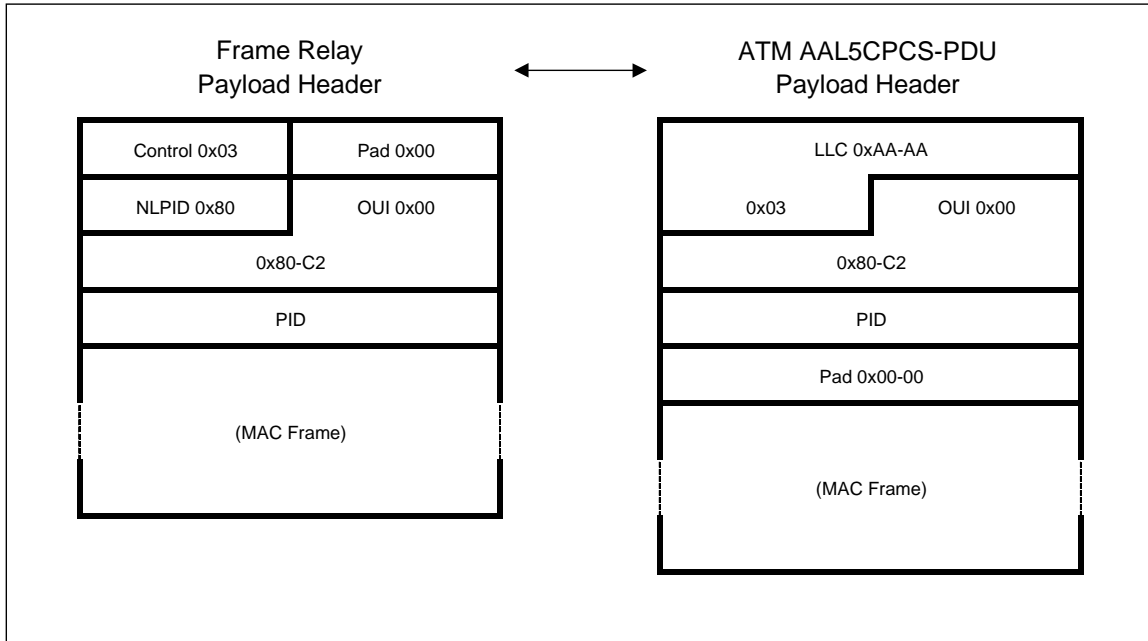 Frame Relay
Payload Header
Control 0x03
Pad 0x00
NLPID 0x80
OUI 0x00
0x80-C2
PID
(MAC Frame)
ATM AAL5CPCS-PDU
Payload Header
LLC 0xAA-AA
0x03
OUI 0x00
0x80-C2
PID
Pad 0x00-00
(MAC Frame)